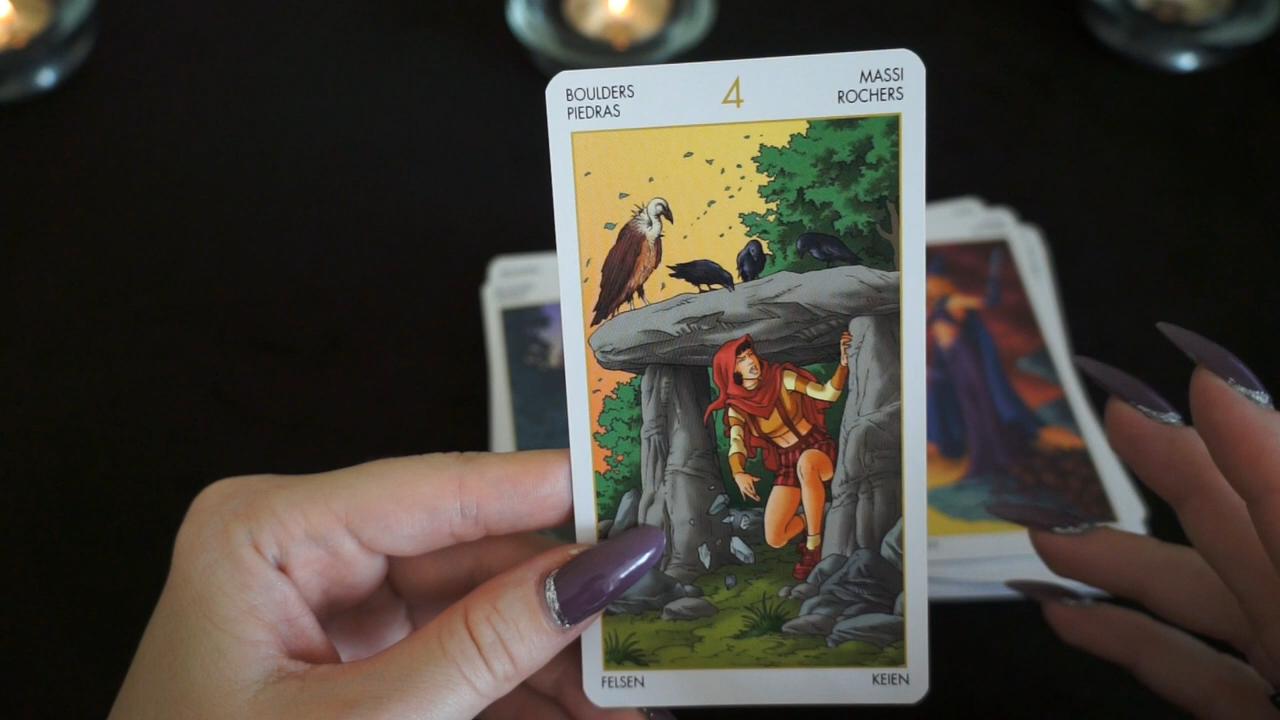 BOULDERS
PIEDRAS
4
MASSI
ROCHERS
FELSEN
KEIEN